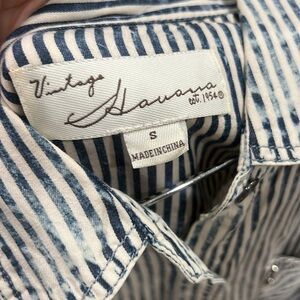 Vintage
Havana
est. 1954®
S
MADE IN CHINA